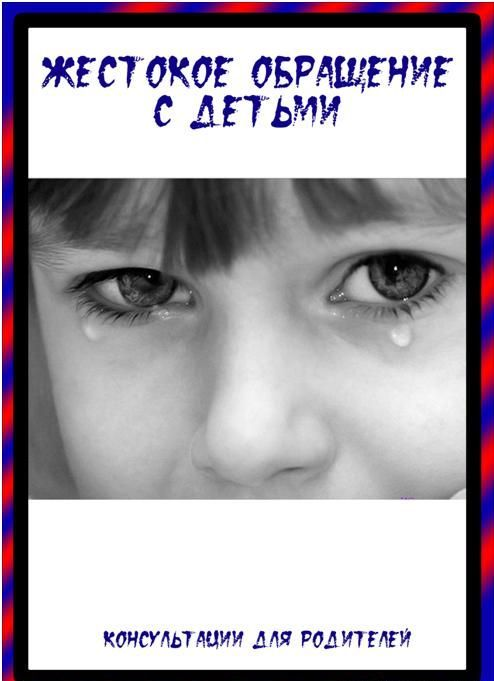 ЖЕСТОКОЕ ОБРАЩЕНИЕ
С ДЕТЬМИ
КОНСУЛЬТАЦИИ ДЛЯ РОДИТЕЛЕЙ